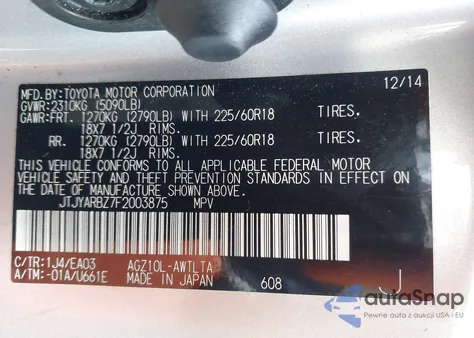 MFD.BY:TOYOTA MOTOR CORPORATION 12/14
GVWR:2310KG (5090LB)
GAWR:FRT. 1270KG (2790LB) WITH 225/60R18 TIRES,
18X7 1/2J RIMS.
RR. 1270KG (2790LB) WITH 225/60R18 TIRES,
18X7 1/2J RIMS.
THIS VEHICLE CONFORMS TO ALL APPLICABLE FEDERAL MOTOR
VEHICLE SAFETY AND THEFT PREVENTION STANDARDS IN EFFECT
ON THE DATE OF MANUFACTURE SHOWN ABOVE.
JTJYARBZ7F2003875 MPV
C/TR:1J4/EA03 AGZ10L-AWTLTA
A/TM:-01A/U661E MADE IN JAPAN 608
J
autaSnap
Pewne auta z aukcji USA - EU